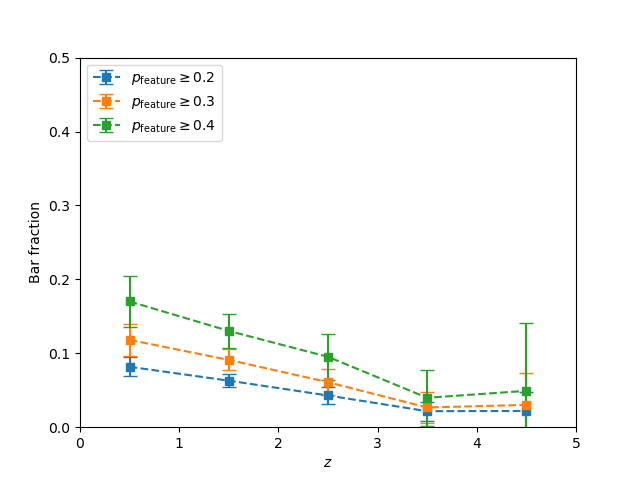 0.5
0.4
0.3
0.2
0.1
0.0
Bar fraction
p_feature ≥ 0.2
p_feature ≥ 0.3
p_feature ≥ 0.4
0 1 2 3 4 5
z